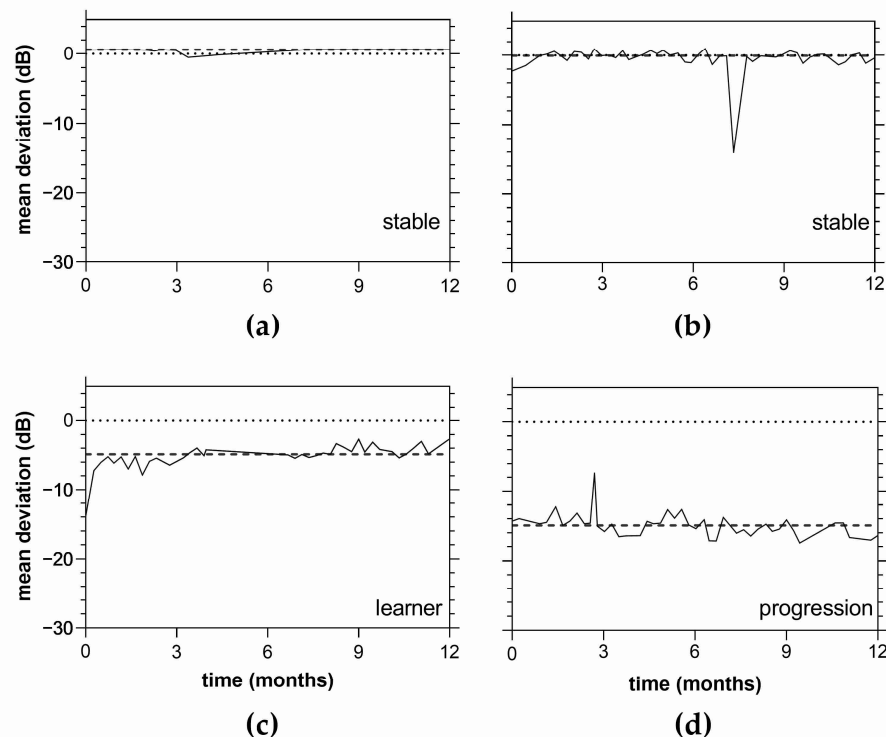 mean deviation (dB)
0
−10
−20
−30
stable
0 3 6 9 12
(a)
stable
0 3 6 9 12
(b)
mean deviation (dB)
0
−10
−20
−30
learner
0 3 6 9 12
time (months)
(c)
progression
0 3 6 9 12
time (months)
(d)